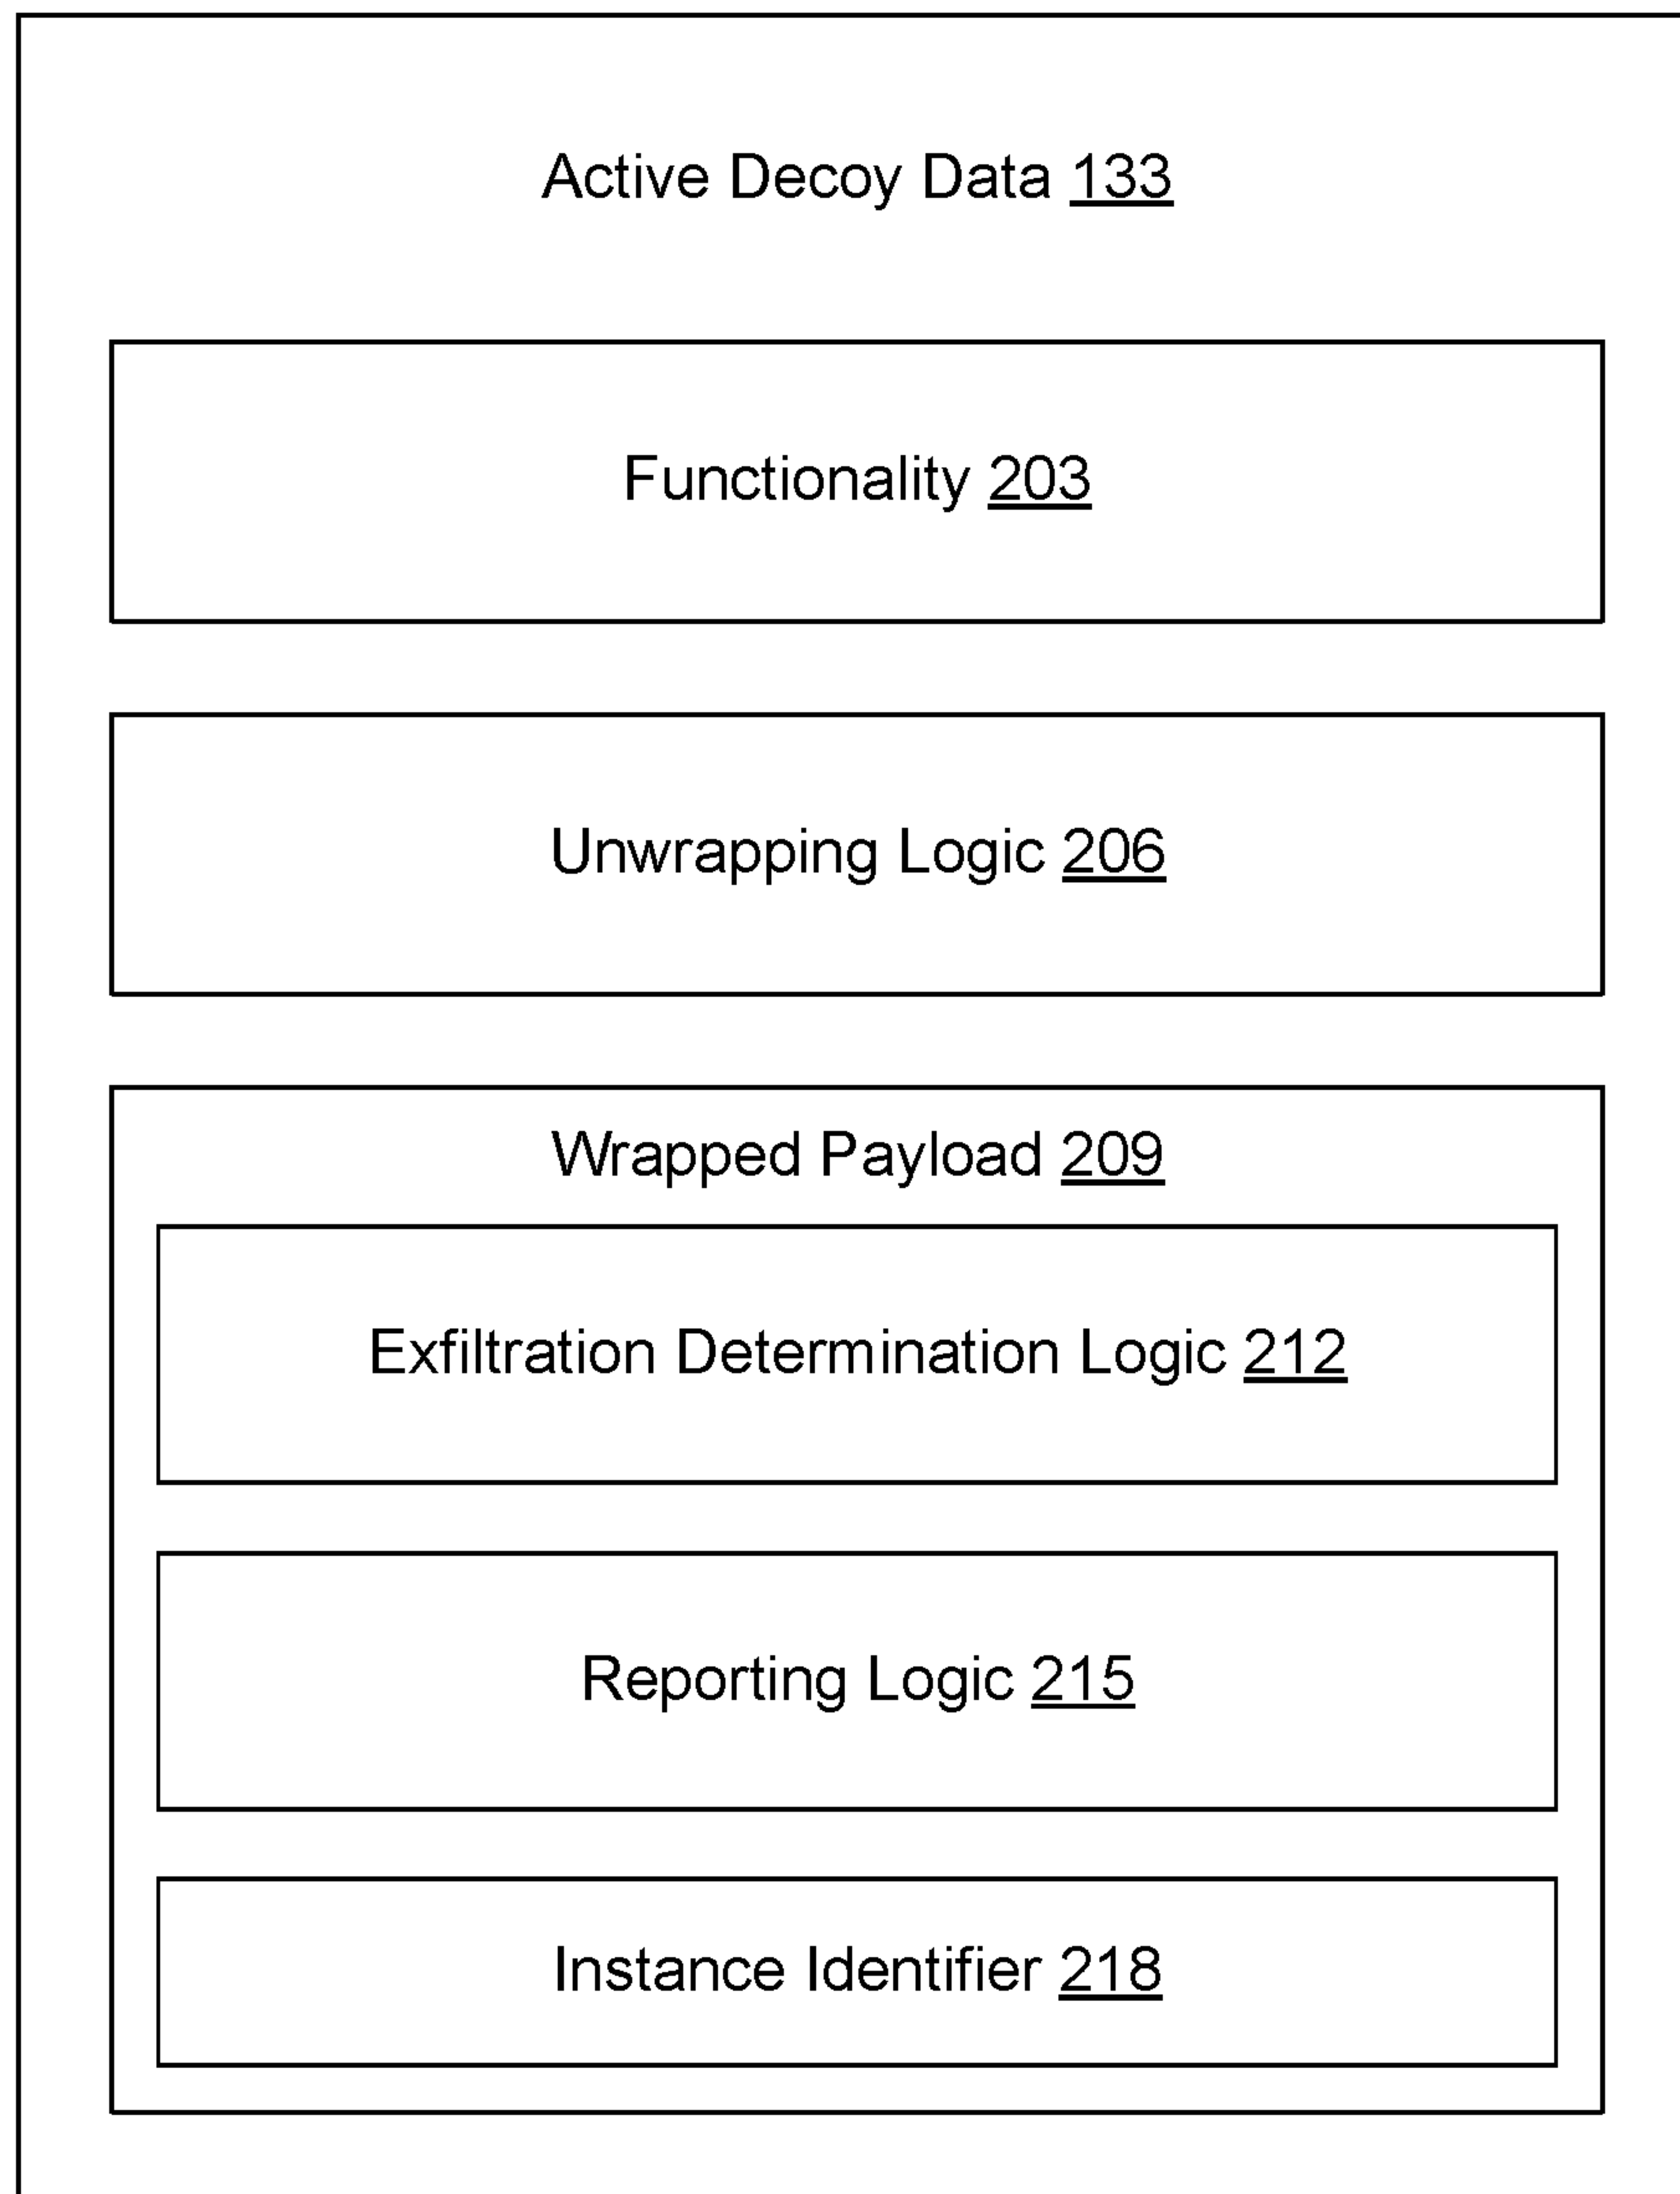 Active Decoy Data 133
Functionality 203
Unwrapping Logic 206
Wrapped Payload 209
Exfiltration Determination Logic 212
Reporting Logic 215
Instance Identifier 218